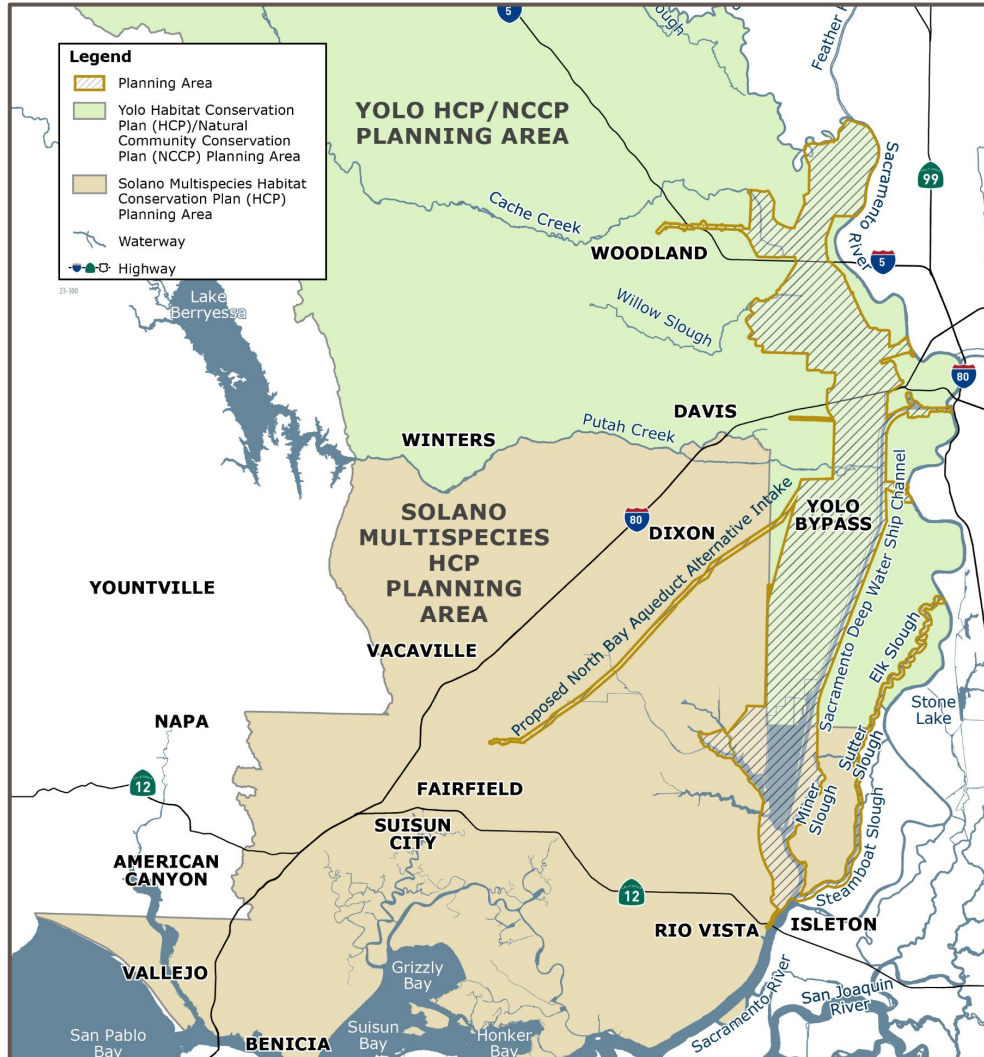 5
Slough
Feather
Legend
Planning Area
Yolo Habitat Conservation
Plan (HCP)/Natural
Community Conservation
Plan (NCCP) Planning Area
Solano Multispecies Habitat
Conservation Plan (HCP)
Planning Area
Waterway
Highway
23-300
YOLO HCP/NCCP
PLANNING AREA
Sacramento River
99
Cache Creek
WOODLAND
5
Lake
Berryessa
Willow Slough
80
DAVIS
Putah Creek
WINTERS
SOLANO
MULTISPECIES
HCP
PLANNING
AREA
80
DIXON
YOLO
BYPASS
Sacramento Deep Water Ship Channel
Proposed North Bay Aqueduct Alternative Intake
YOUNTVILLE
VACAVILLE
Elk Slough
Stone
Lake
NAPA
Sutter
Slough
12
FAIRFIELD
Miner
Slough
SUISUN
CITY
Steamboat Slough
AMERICAN
CANYON
12
RIO VISTA
ISLETON
VALLEJO
Grizzly
Bay
Sacramento River
San Joaquin
River
San Pablo
Bay
Suisun
Bay
Honker
Bay
BENICIA